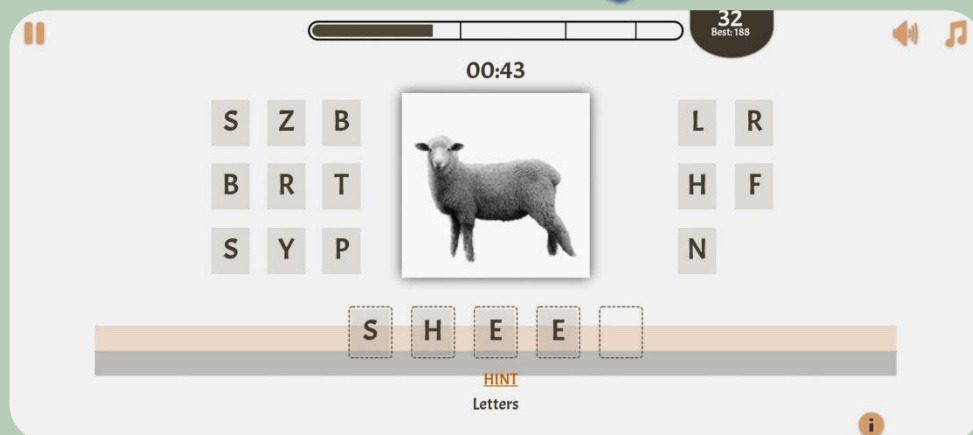 32
Best: 188
00:43
S Z B
L R
B R T
H F
S Y P
N
S H E E
HINT
Letters
i